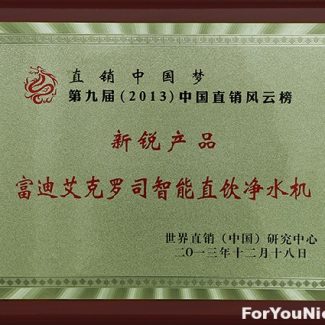 直销中国梦
第九届(2013)中国直销风云榜
新锐产品
富迪艾克罗司智能直饮净水机
世界直销（中国）研究中心
二〇一三年十二月十八日